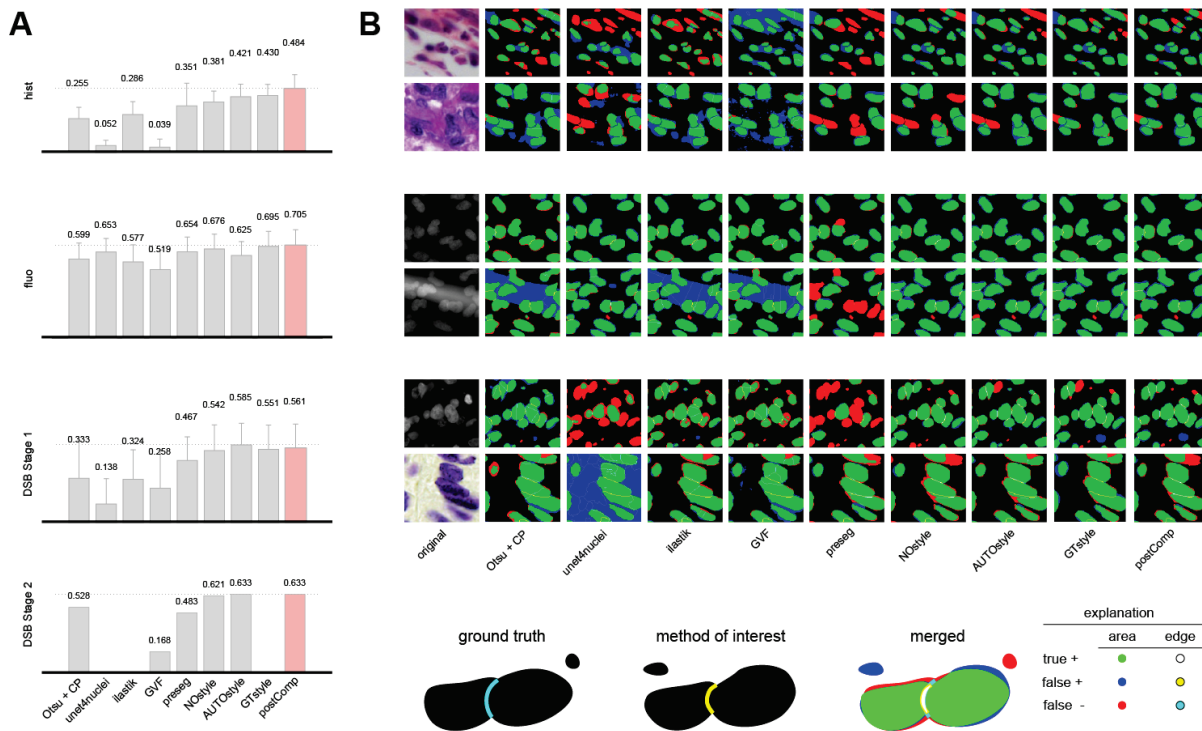 A
hist
0.255
0.052
0.286
0.039
0.351
0.381
0.421
0.430
0.484
fluo
0.599
0.653
0.577
0.519
0.654
0.676
0.625
0.695
0.705
DSB Stage 1
0.333
0.138
0.324
0.258
0.467
0.542
0.585
0.551
0.561
DSB Stage 2
0.528
0.168
0.483
0.621
0.633
0.633
Otsu + CP
unet4nuclei
ilastik
GVF
preseg
NOstyle
AUTOstyle
GTstyle
postComp
B
original
Otsu + CP
unet4nuclei
ilastik
GVF
preseg
NOstyle
AUTOstyle
GTstyle
postComp
ground truth
method of interest
merged
explanation
area edge
true +
false +
false -